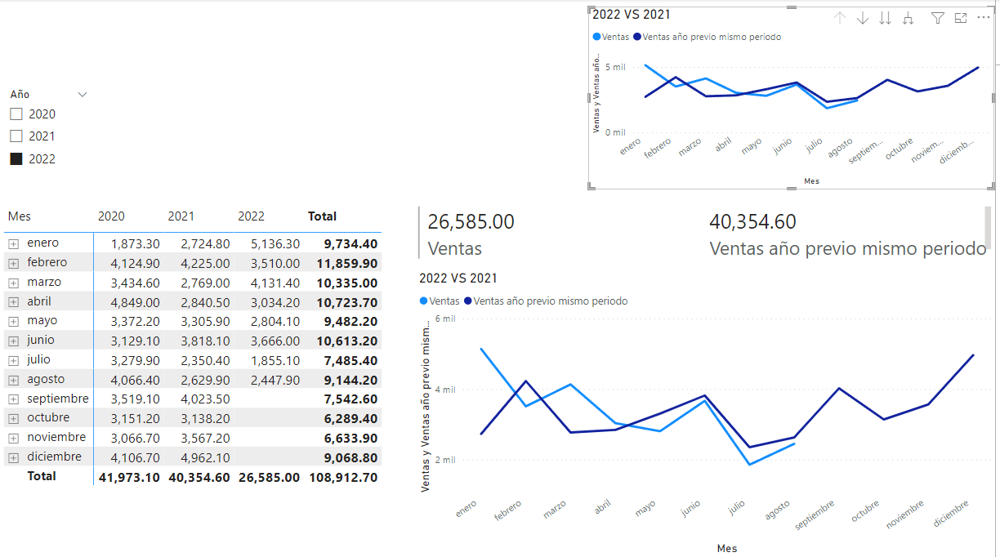 2022 VS 2021
Ventas Ventas año previo mismo periodo
Ventas y Ventas año...
5 mil
0 mil
enero febrero marzo abril mayo junio julio agosto septiem... octubre noviem... diciemb...
Mes
Año
2020
2021
2022
Mes 2020 2021 2022 Total
enero 1,873.30 2,724.80 5,136.30 9,734.40
febrero 4,124.90 4,225.00 3,510.00 11,859.90
marzo 3,434.60 2,769.00 4,131.40 10,335.00
abril 4,849.00 2,840.50 3,034.20 10,723.70
mayo 3,372.20 3,305.90 2,804.10 9,482.20
junio 3,129.10 3,818.10 3,666.00 10,613.20
julio 3,279.90 2,350.40 1,855.10 7,485.40
agosto 4,066.40 2,629.90 2,447.90 9,144.20
septiembre 3,519.10 4,023.50 7,542.60
octubre 3,151.20 3,138.20 6,289.40
noviembre 3,066.70 3,567.20 6,633.90
diciembre 4,106.70 4,962.10 9,068.80
Total 41,973.10 40,354.60 26,585.00 108,912.70
26,585.00
Ventas
40,354.60
Ventas año previo mismo periodo
2022 VS 2021
Ventas Ventas año previo mismo periodo
Ventas y Ventas año previo mism...
6 mil
4 mil
2 mil
enero febrero marzo abril mayo junio julio agosto septiembre octubre noviembre diciembre
Mes